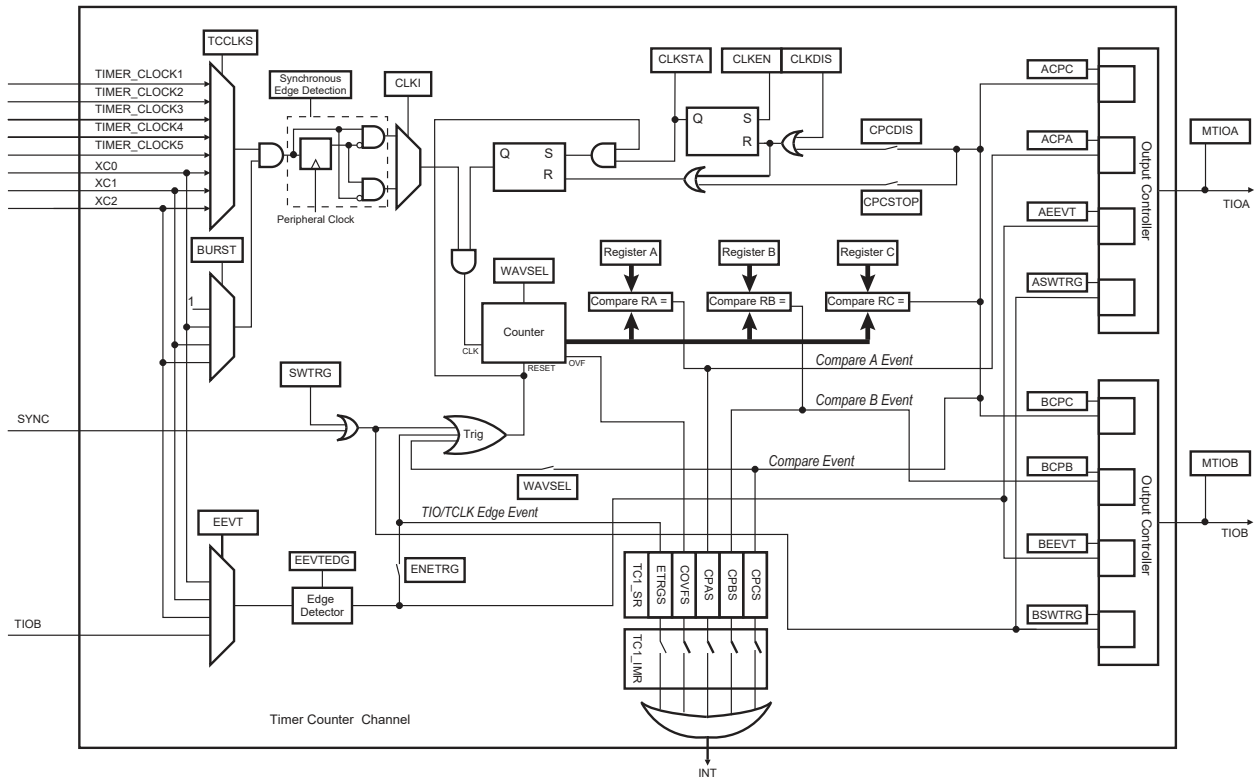 TCCLKS
TIMER_CLOCK1
TIMER_CLOCK2
TIMER_CLOCK3
TIMER_CLOCK4
TIMER_CLOCK5
XC0
XC1
XC2
Synchronous
Edge Detection
CLKI
Peripheral Clock
BURST
1
CLKSTA
CLKEN
CLKDIS
Q
S
R
Q
S
R
CPCDIS
CPCSTOP
ACPC
ACPA
AEEVT
ASWTRG
Output Controller
MTIOA
TIOA
Register A
Register B
Register C
Compare RA =
Compare RB =
Compare RC =
WAVSEL
Counter
CLK
RESET
OVF
SWTRG
SYNC
Trig
WAVSEL
Compare A Event
Compare B Event
Compare Event
TIO/TCLK Edge Event
BCPC
BCPB
BEEVT
BSWTRG
Output Controller
MTIOB
TIOB
EEVT
EEVTEDG
Edge
Detector
ENETRG
TIOB
TC1_SR
ETRGS
COVFS
CPAS
CPBS
CPCS
TC1_IMR
Timer Counter Channel
INT